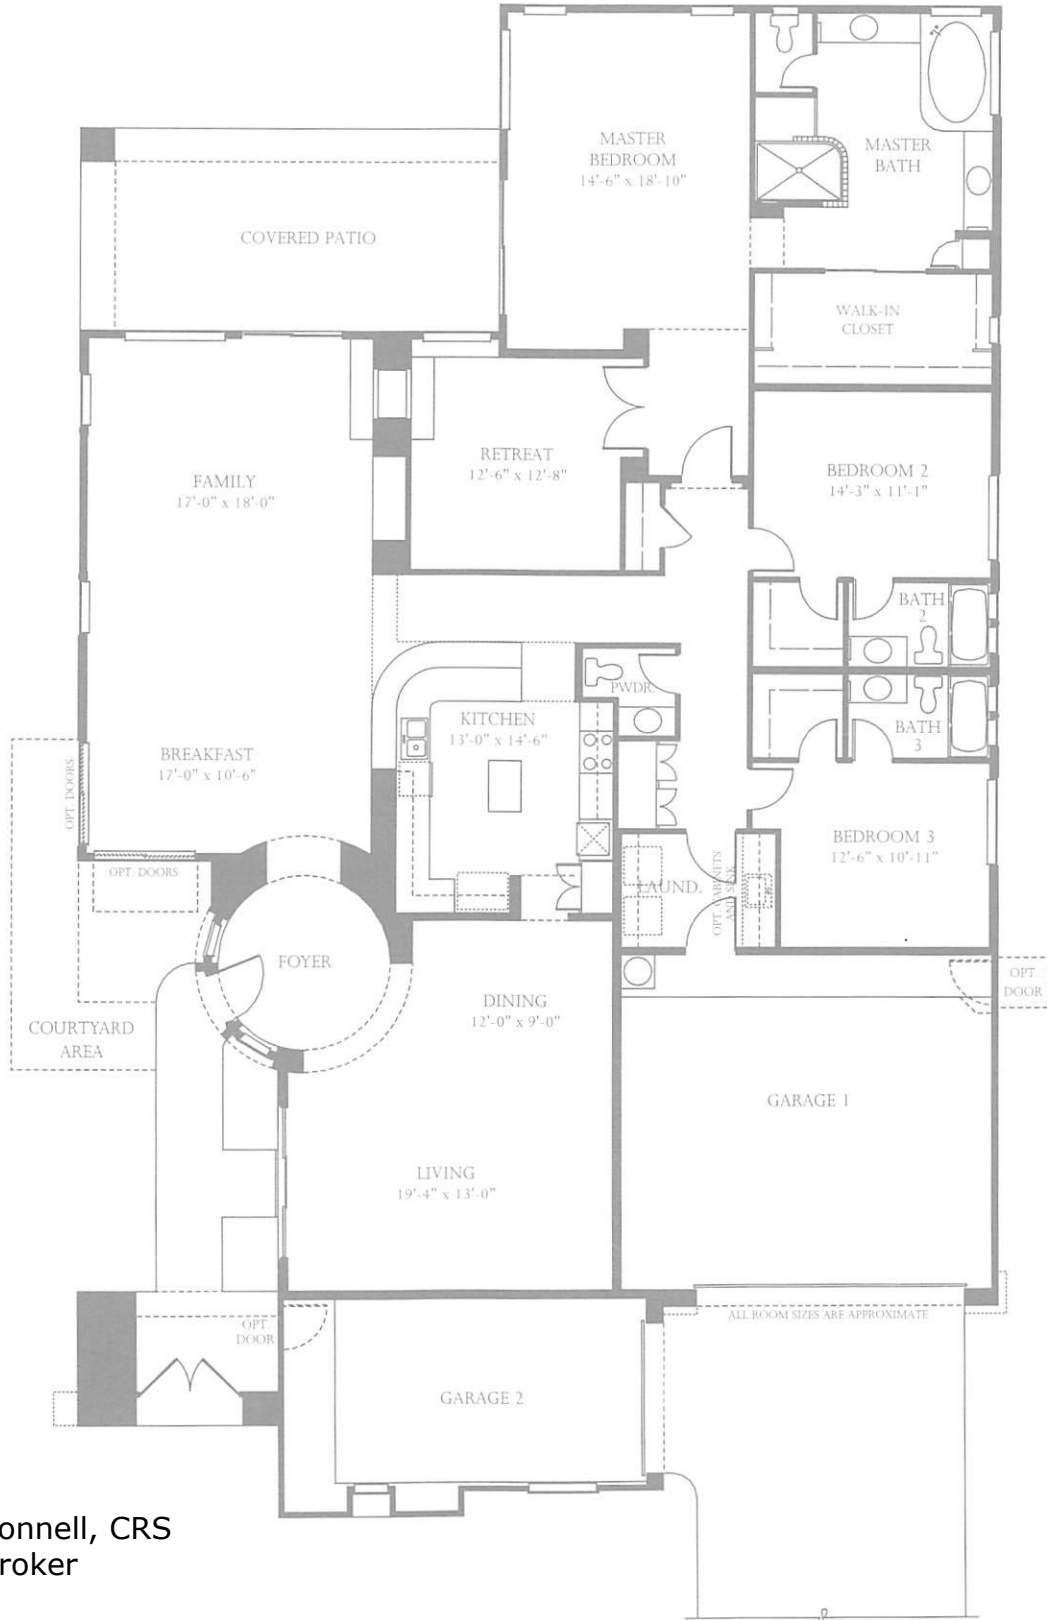 MASTER
BEDROOM
14'-6" x 18'-10"
MASTER
BATH
COVERED PATIO
WALK-IN
CLOSET
RETREAT
12'-6" x 12'-8"
BEDROOM 2
14'-3" x 11'-1"
FAMILY
17'-0" x 18'-0"
BATH
2
PWDR.
KITCHEN
13'-0" x 14'-6"
BATH
3
BREAKFAST
17'-0" x 10'-6"
OPT. DOORS
BEDROOM 3
12'-6" x 10'-11"
OPT. DOORS
LAUND.
OPT. CABINETS
AND SINK
FOYER
OPT.
DOOR
DINING
12'-0" x 9'-0"
COURTYARD
AREA
GARAGE 1
LIVING
19'-4" x 13'-0"
ALL ROOM SIZES ARE APPROXIMATE
OPT.
DOOR
GARAGE 2
onnell, CRS
roker